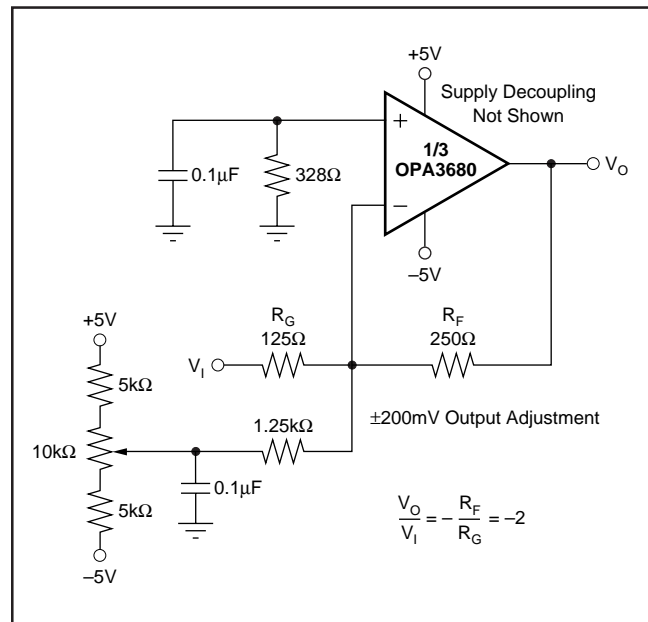 +5V
Supply Decoupling
Not Shown
+
1/3
OPA3680
−
V_O
0.1μF
328Ω
–5V
+5V
R_G
125Ω
R_F
250Ω
V_I
5kΩ
1.25kΩ
±200mV Output Adjustment
10kΩ
0.1μF
5kΩ
V_O/V_I = – R_F/R_G = –2
–5V